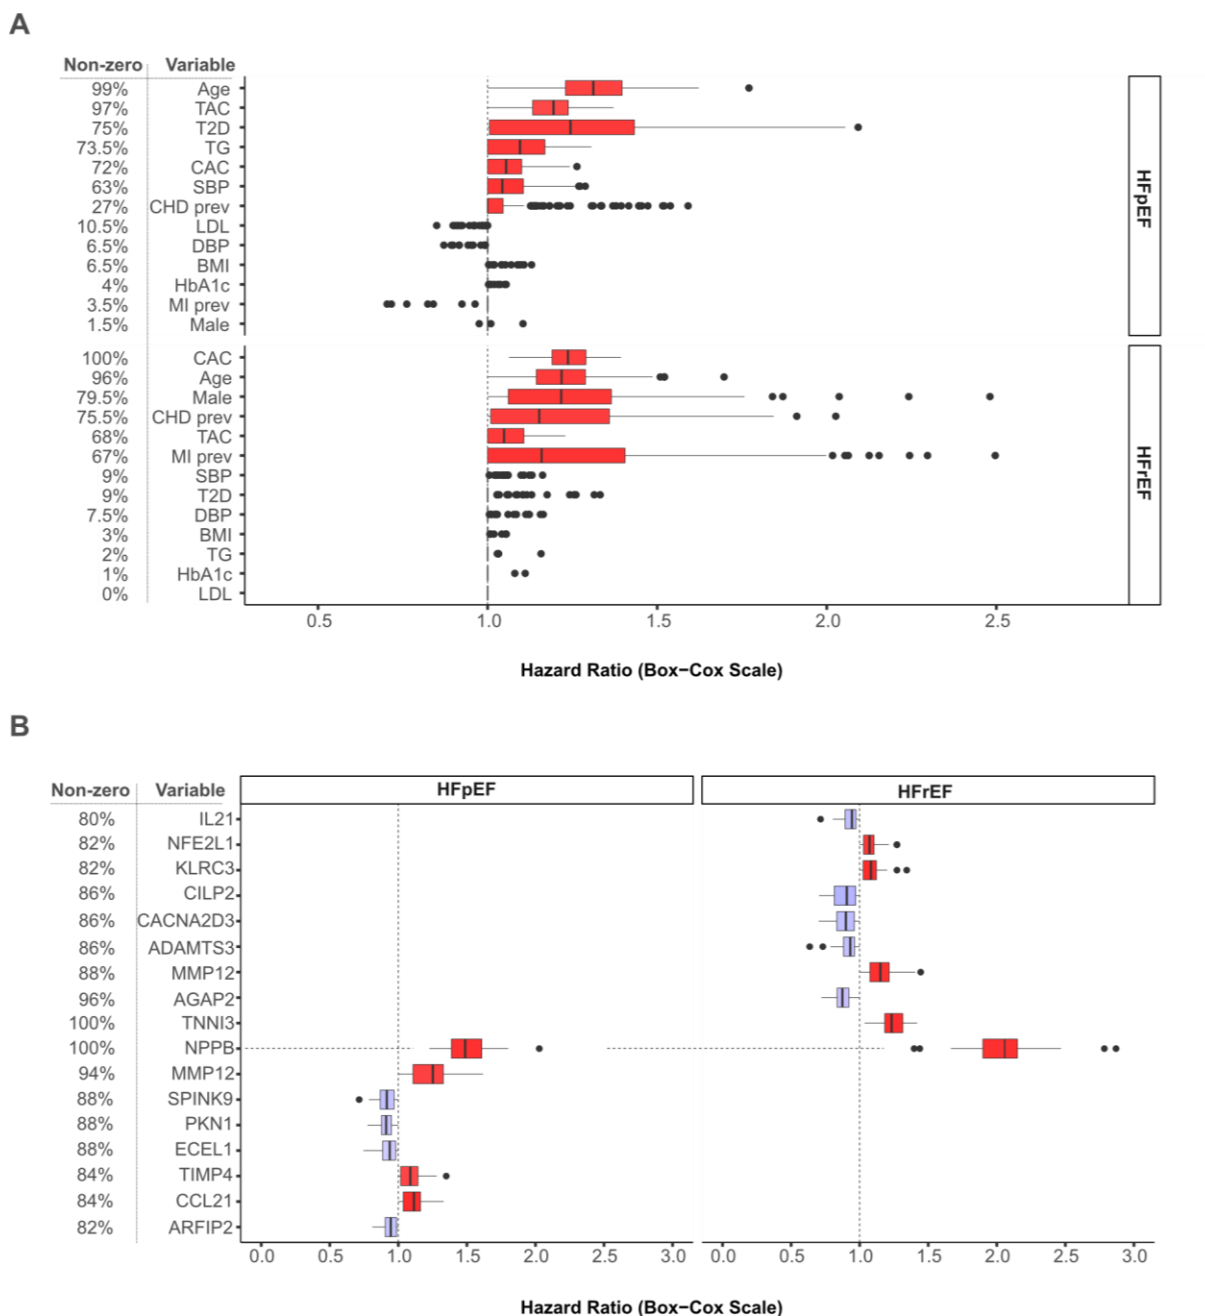 A
Non-zero Variable
99% Age
97% TAC
75% T2D
73.5% TG
72% CAC
63% SBP
27% CHD prev
10.5% LDL
6.5% DBP
6.5% BMI
4% HbA1c
3.5% MI prev
1.5% Male
HFpEF
100% CAC
96% Age
79.5% Male
75.5% CHD prev
68% TAC
67% MI prev
9% SBP
9% T2D
7.5% DBP
3% BMI
2% TG
1% HbA1c
0% LDL
HFrEF
0.5 1.0 1.5 2.0 2.5
Hazard Ratio (Box−Cox Scale)
B
Non-zero Variable HFpEF HFrEF
80% IL21
82% NFE2L1
82% KLRC3
86% CILP2
86% CACNA2D3
86% ADAMTS3
88% MMP12
96% AGAP2
100% TNNI3
100% NPPB
94% MMP12
88% SPINK9
88% PKN1
88% ECEL1
84% TIMP4
84% CCL21
82% ARFIP2
0.0 0.5 1.0 1.5 2.0 2.5 3.0 0.0 0.5 1.0 1.5 2.0 2.5 3.0
Hazard Ratio (Box−Cox Scale)